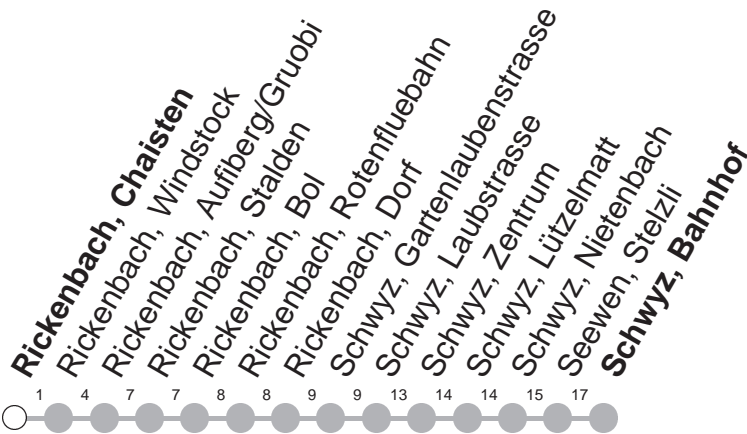 Rickenbach, Chaisten
Rickenbach, Windstock
Rickenbach, Aufiberg/Gruobi
Rickenbach, Stalden
Rickenbach, Bol
Rickenbach, Rotenfluebahn
Rickenbach, Dorf
Schwyz, Gartenlaubenstrasse
Schwyz, Laubstrasse
Schwyz, Zentrum
Schwyz, Lützelmatt
Schwyz, Nietenbach
Seewen, Stelzli
Schwyz, Bahnhof
1 4 7 7 8 8 9 9 13 14 14 15 17